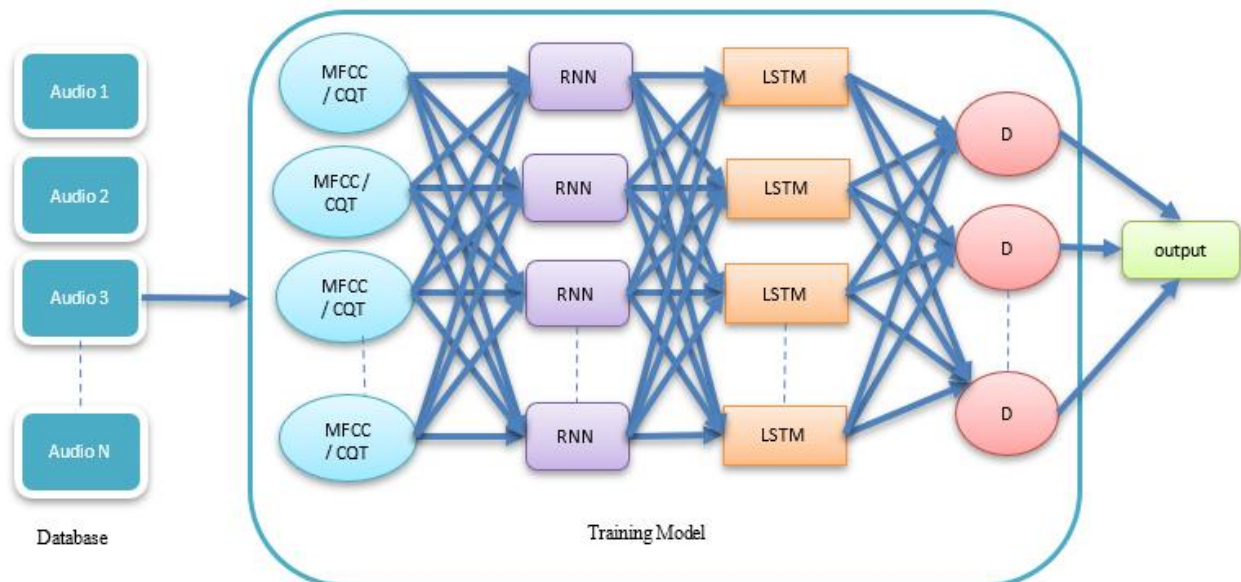 Audio 1
Audio 2
Audio 3
Audio N
Database
MFCC
/ CQT
MFCC /
CQT
MFCC
/ CQT
MFCC
/ CQT
RNN
RNN
RNN
RNN
LSTM
LSTM
LSTM
LSTM
D
D
D
output
Training Model